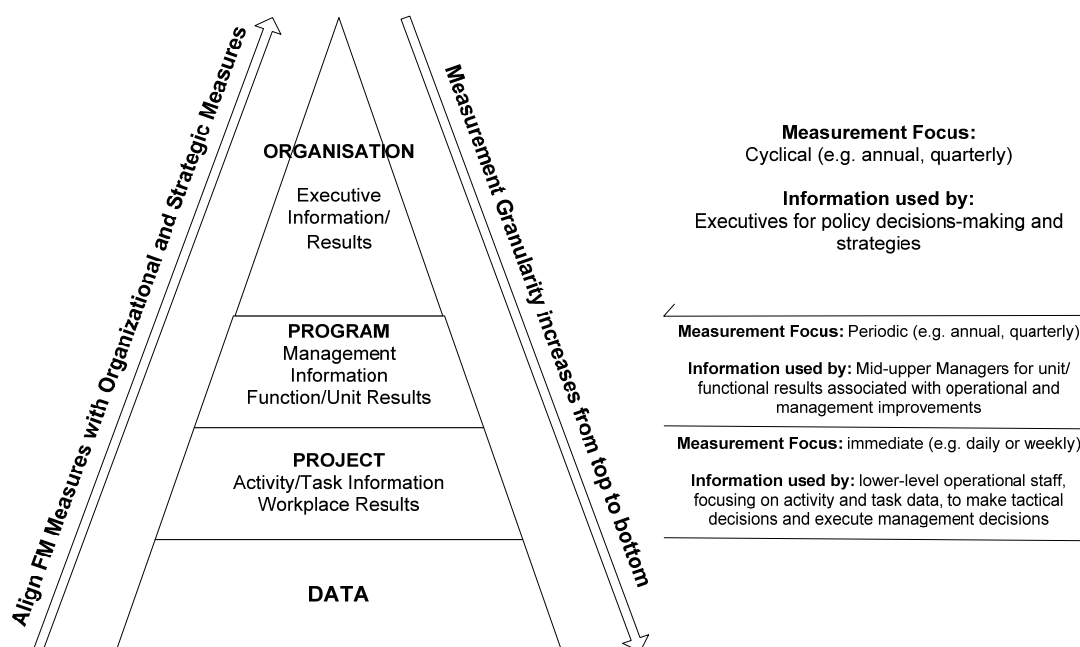 Align FM Measures with Organizational and Strategic Measures
ORGANISATION
Executive
Information/
Results
PROGRAM
Management
Information
Function/Unit Results
PROJECT
Activity/Task Information
Workplace Results
DATA
Measurement Granularity increases from top to bottom
Measurement Focus:
Cyclical (e.g. annual, quarterly)
Information used by:
Executives for policy decisions-making and
strategies
Measurement Focus: Periodic (e.g. annual, quarterly)
Information used by: Mid-upper Managers for unit/
functional results associated with operational and
management improvements
Measurement Focus: immediate (e.g. daily or weekly)
Information used by: lower-level operational staff,
focusing on activity and task data, to make tactical
decisions and execute management decisions